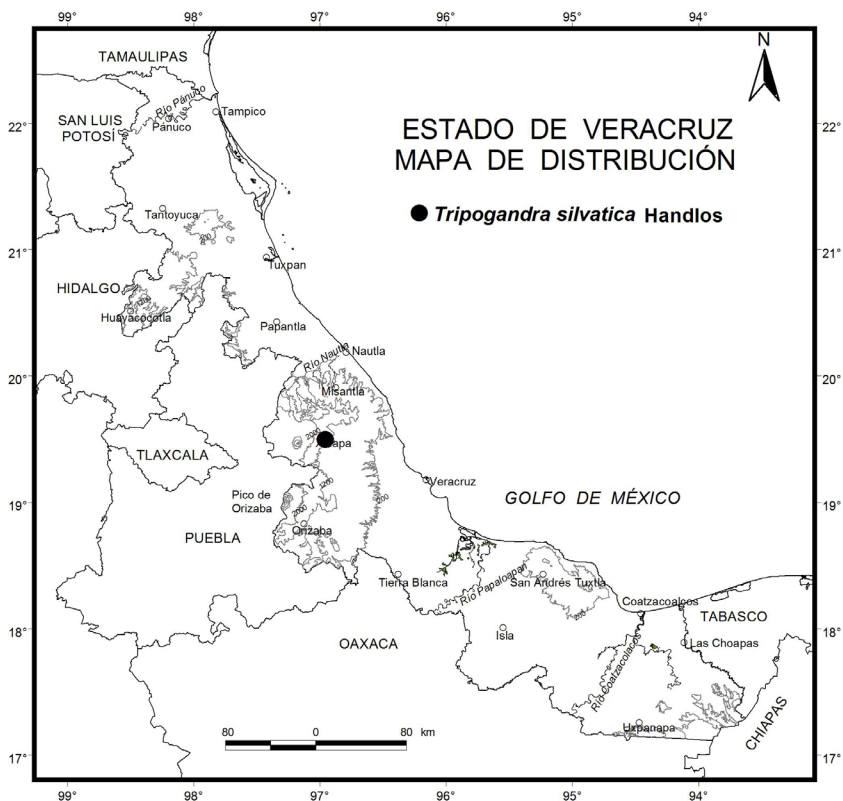 99° 98° 97° 96° 95° 94°
N
TAMAULIPAS
Río Pánuco
SAN LUIS
POTOSÍ
Pánuco
Tampico
22° 22°
ESTADO DE VERACRUZ
MAPA DE DISTRIBUCIÓN
Tripogandra silvatica Handlos
Tantoyuca
21° 21°
Tuxpan
HIDALGO
Huayacocotla
Papantla
Río Nautla
Nautla
20° 20°
Misantla
2000
apa
TLAXCALA
Veracruz
GOLFO DE MÉXICO
19° 19°
Pico de
Orizaba
2000
Orizaba
PUEBLA
Tierra Blanca
Río Papaloapan
San Andrés Tuxtla
Coatzacoalcos
TABASCO
18° 18°
OAXACA
Isla
Río Coatzacolacos
Las Choapas
Uxpanapa
CHIAPAS
80 0 80 km
17° 17°
99° 98° 97° 96° 95° 94°